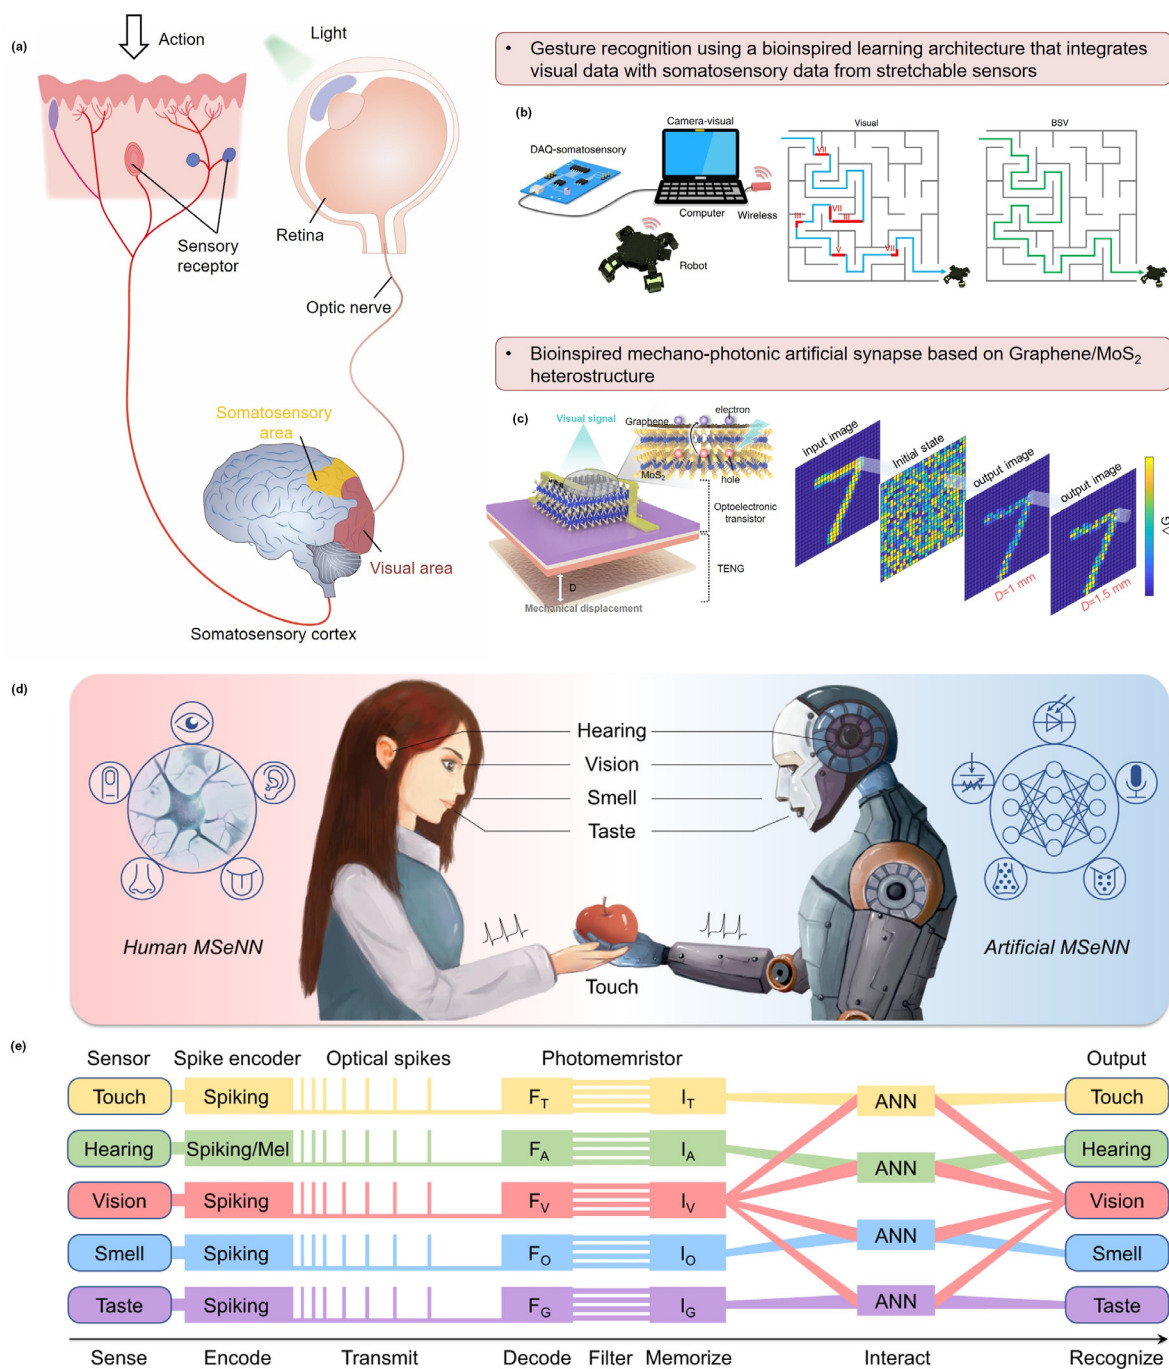 (a)
Action
Light
Retina
Sensory
receptor
Optic nerve
Somatosensory
area
Visual area
Somatosensory cortex
• Gesture recognition using a bioinspired learning architecture that integrates
visual data with somatosensory data from stretchable sensors
(b)
DAQ-somatosensory
Camera-visual
Computer
Wireless
Robot
Visual
VII
VII
III
III
V
VII
BSV
• Bioinspired mechano-photonic artificial synapse based on Graphene/MoS2
heterostructure
(c)
Visual signal
Graphene
electron
MoS2
hole
Optoelectronic
transistor
TENG
D
Mechanical displacement
input image
Initial state
output image
D=1 mm
output image
D=1.5 mm
(d)
Hearing
Vision
Smell
Taste
Touch
Human MSeNN
Artificial MSeNN
(e)
Sensor Spike encoder Optical spikes Photomemristor Output
Touch Spiking FT IT ANN Touch
Hearing Spiking/Mel FA IA ANN Hearing
Vision Spiking FV IV Vision
Smell Spiking FO IO ANN Smell
Taste Spiking FG IG ANN Taste
Sense Encode Transmit Decode Filter Memorize Interact Recognize